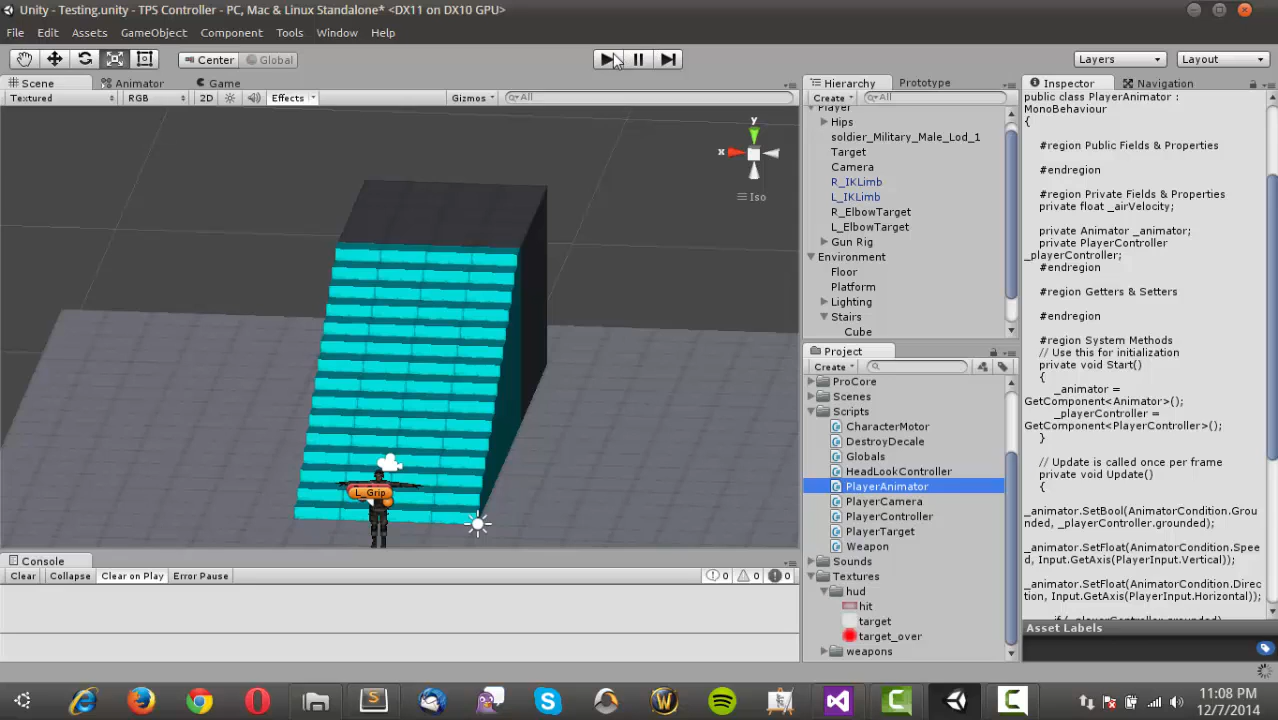 Unity - Testing.unity - TPS Controller - PC, Mac & Linux Standalone* <DX11 on DX10 GPU>
File Edit Assets GameObject Component Tools Window Help
Center Global Layers Layout
Scene Animator Game
Textured RGB 2D Effects Gizmos All
y
x
Iso
L_Grip
Console
Clear Collapse Clear on Play Error Pause 0 0 0
Hierarchy Prototype
Create All
Player
Hips
soldier_Military_Male_Lod_1
Target
Camera
R_IKLimb
L_IKLimb
R_ElbowTarget
L_ElbowTarget
Gun Rig
Environment
Floor
Platform
Lighting
Stairs
Cube
Project
Create
ProCore
Scenes
Scripts
CharacterMotor
DestroyDecale
Globals
HeadLookController
PlayerAnimator
PlayerCamera
PlayerController
PlayerTarget
Weapon
Sounds
Textures
hud
hit
target
target_over
weapons
Inspector Navigation
public class PlayerAnimator :
MonoBehaviour
{
#region Public Fields & Properties
#endregion
#region Private Fields & Properties
private float _airVelocity;
private Animator _animator;
private PlayerController
_playerController;
#endregion
#region Getters & Setters
#endregion
#region System Methods
// Use this for initialization
private void Start()
{
_animator =
GetComponent<Animator>();
_playerController =
GetComponent<PlayerController>();
}
// Update is called once per frame
private void Update()
{
_animator.SetBool(AnimatorCondition.Grou
nded, _playerController.grounded);
_animator.SetFloat(AnimatorCondition.Spee
d, Input.GetAxis(PlayerInput.Vertical));
_animator.SetFloat(AnimatorCondition.Direc
tion, Input.GetAxis(PlayerInput.Horizontal));
if (_playerController.grounded)
Asset Labels
11:08 PM
12/7/2014